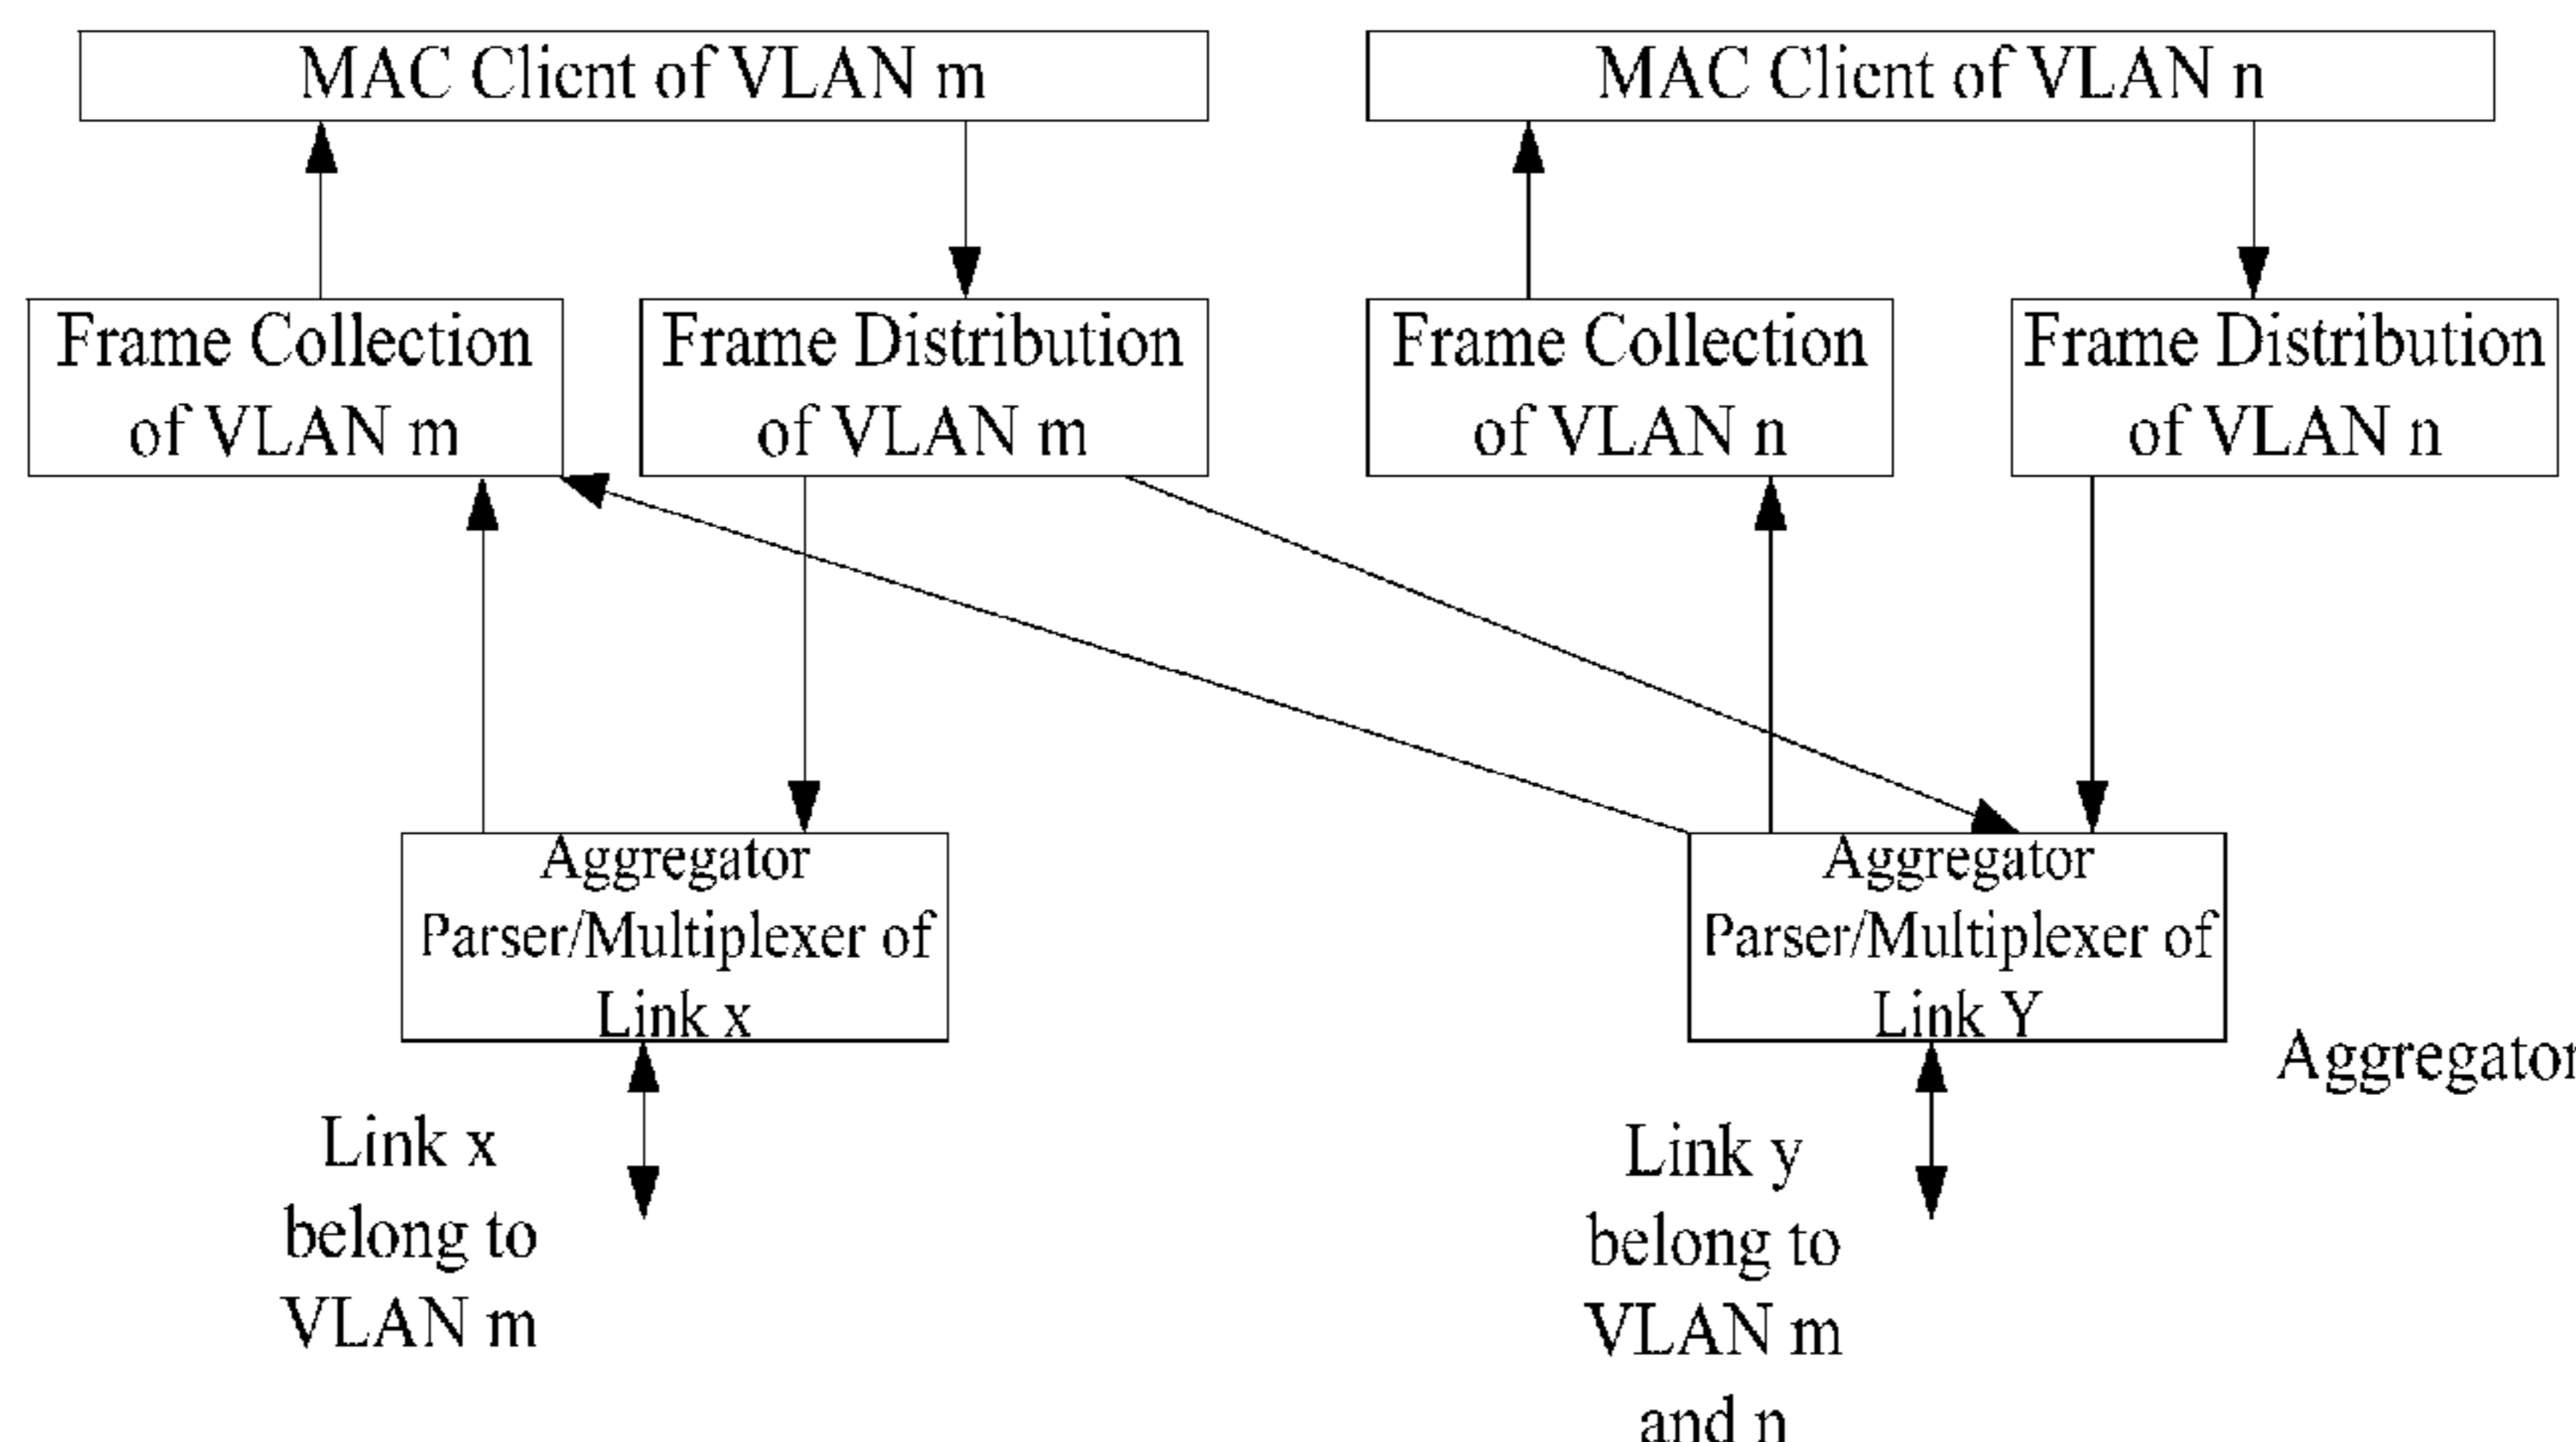 MAC Client of VLAN m
MAC Client of VLAN n
Frame Collection
of VLAN m
Frame Distribution
of VLAN m
Frame Collection
of VLAN n
Frame Distribution
of VLAN n
Aggregator
Parser/Multiplexer of
Link x
Aggregator
Parser/Multiplexer of
Link Y
Aggregator
Link x
belong to
VLAN m
Link y
belong to
VLAN m
and n